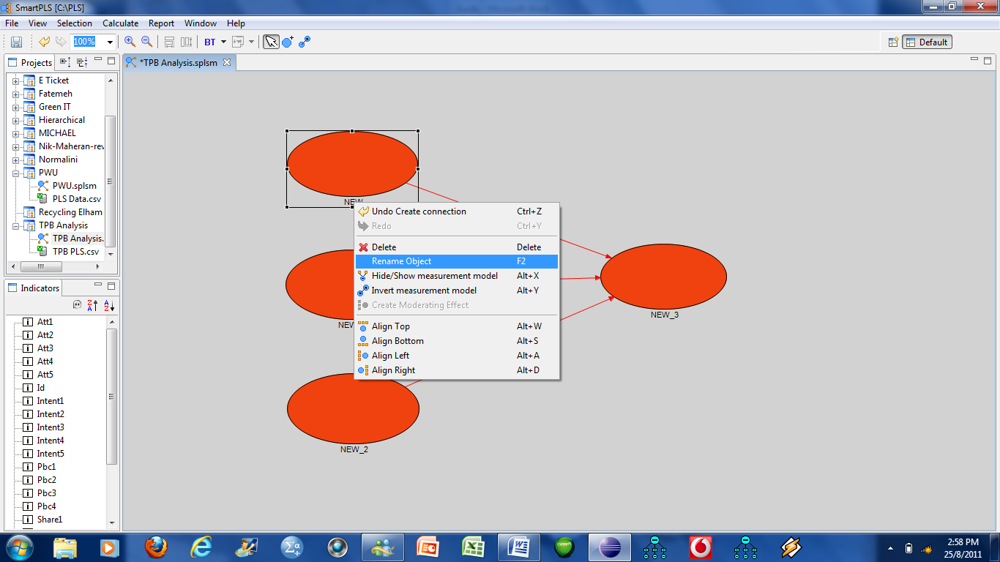 SmartPLS [C:\PLS]
File View Selection Calculate Report Window Help
100% BT Default
Projects
*TPB Analysis.splsm
E Ticket
Fatemeh
Green IT
Hierarchical
MICHAEL
Nik-Maheran-rev
Normalini
PWU
PWU.splsm
PLS Data.csv
Recycling Elham
TPB Analysis
TPB Analysis.
TPB PLS.csv
Indicators
Att1
Att2
Att3
Att4
Att5
Id
Intent1
Intent2
Intent3
Intent4
Intent5
Pbc1
Pbc2
Pbc3
Pbc4
Share1
NEW
Undo Create connection Ctrl+Z
Redo Ctrl+Y
Delete Delete
Rename Object F2
Hide/Show measurement model Alt+X
Invert measurement model Alt+Y
Create Moderating Effect
Align Top Alt+W
Align Bottom Alt+S
Align Left Alt+A
Align Right Alt+D
NEW
NEW_2
NEW_3
2:58 PM
25/8/2011